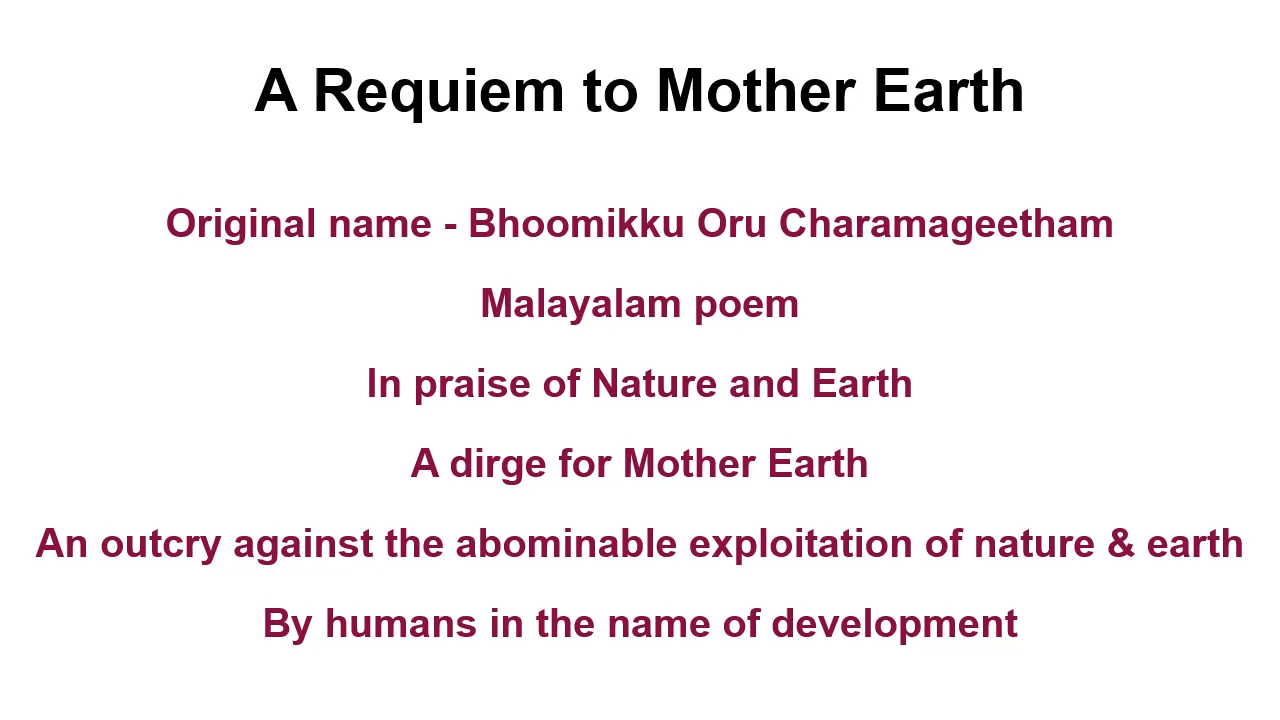 A Requiem to Mother Earth
Original name - Bhoomikku Oru Charamageetham
Malayalam poem
In praise of Nature and Earth
A dirge for Mother Earth
An outcry against the abominable exploitation of nature & earth
By humans in the name of development